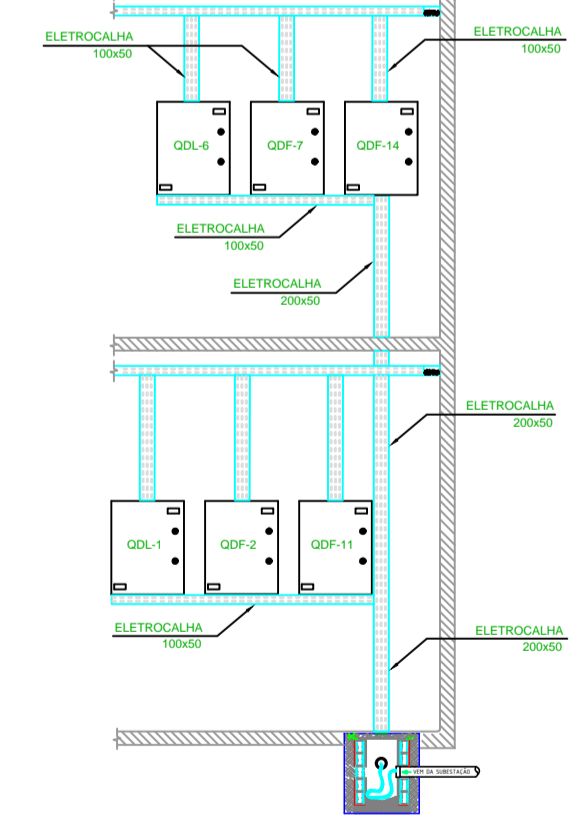 ELETROCALHA
100x50
ELETROCALHA
100x50
QDL-6
QDF-7
QDF-14
ELETROCALHA
100x50
ELETROCALHA
200x50
ELETROCALHA
200x50
QDL-1
QDF-2
QDF-11
ELETROCALHA
100x50
ELETROCALHA
200x50
VEM DA SUBESTAÇÃO